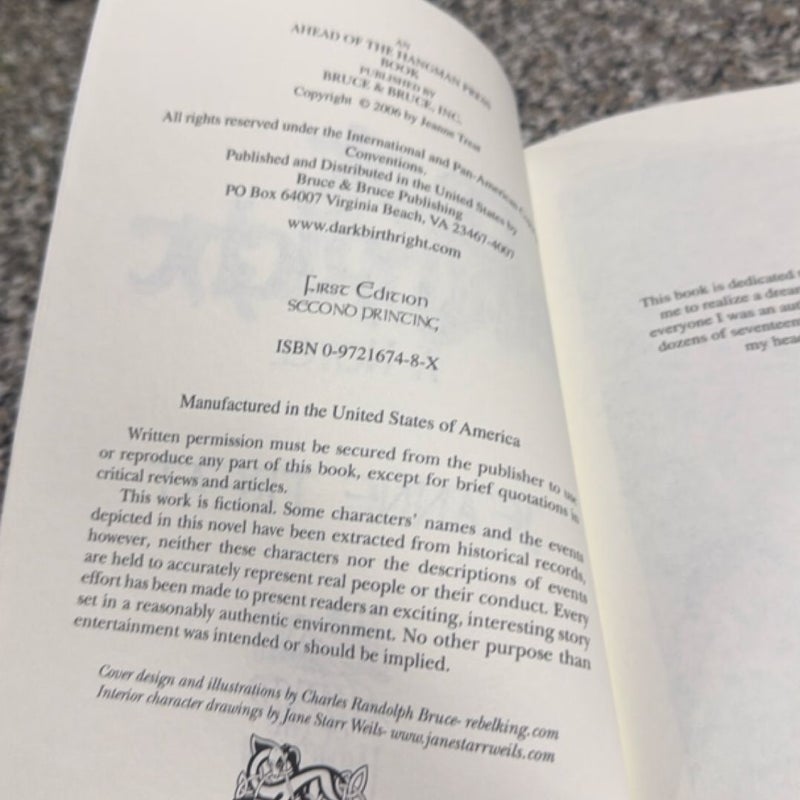 AN
AHEAD OF THE HANGMAN PRESS
BOOK
PUBLISHED BY
BRUCE & BRUCE, INC.
Copyright © 2006 by Jeanne Treat
All rights reserved under the International and Pan-American
Conventions.
Published and Distributed in the United States by
Bruce & Bruce Publishing
PO Box 64007 Virginia Beach, VA 23467-4007
www.darkbirthright.com
First Edition
SECOND PRINTING
ISBN 0-9721674-8-X
Manufactured in the United States of America
Written permission must be secured from the publisher to use
or reproduce any part of this book, except for brief quotations in
critical reviews and articles.
This work is fictional. Some characters' names and the events
depicted in this novel have been extracted from historical records,
however, neither these characters nor the descriptions of events
are held to accurately represent real people or their conduct. Every
effort has been made to present readers an exciting, interesting story
set in a reasonably authentic environment. No other purpose than
entertainment was intended or should be implied.
Cover design and illustrations by Charles Randolph Bruce- rebelking.com
Interior character drawings by Jane Starr Weils- www.janestarrweils.com
This book is dedicated
me to realize a dream
everyone I was an
dozens of seventeen
my